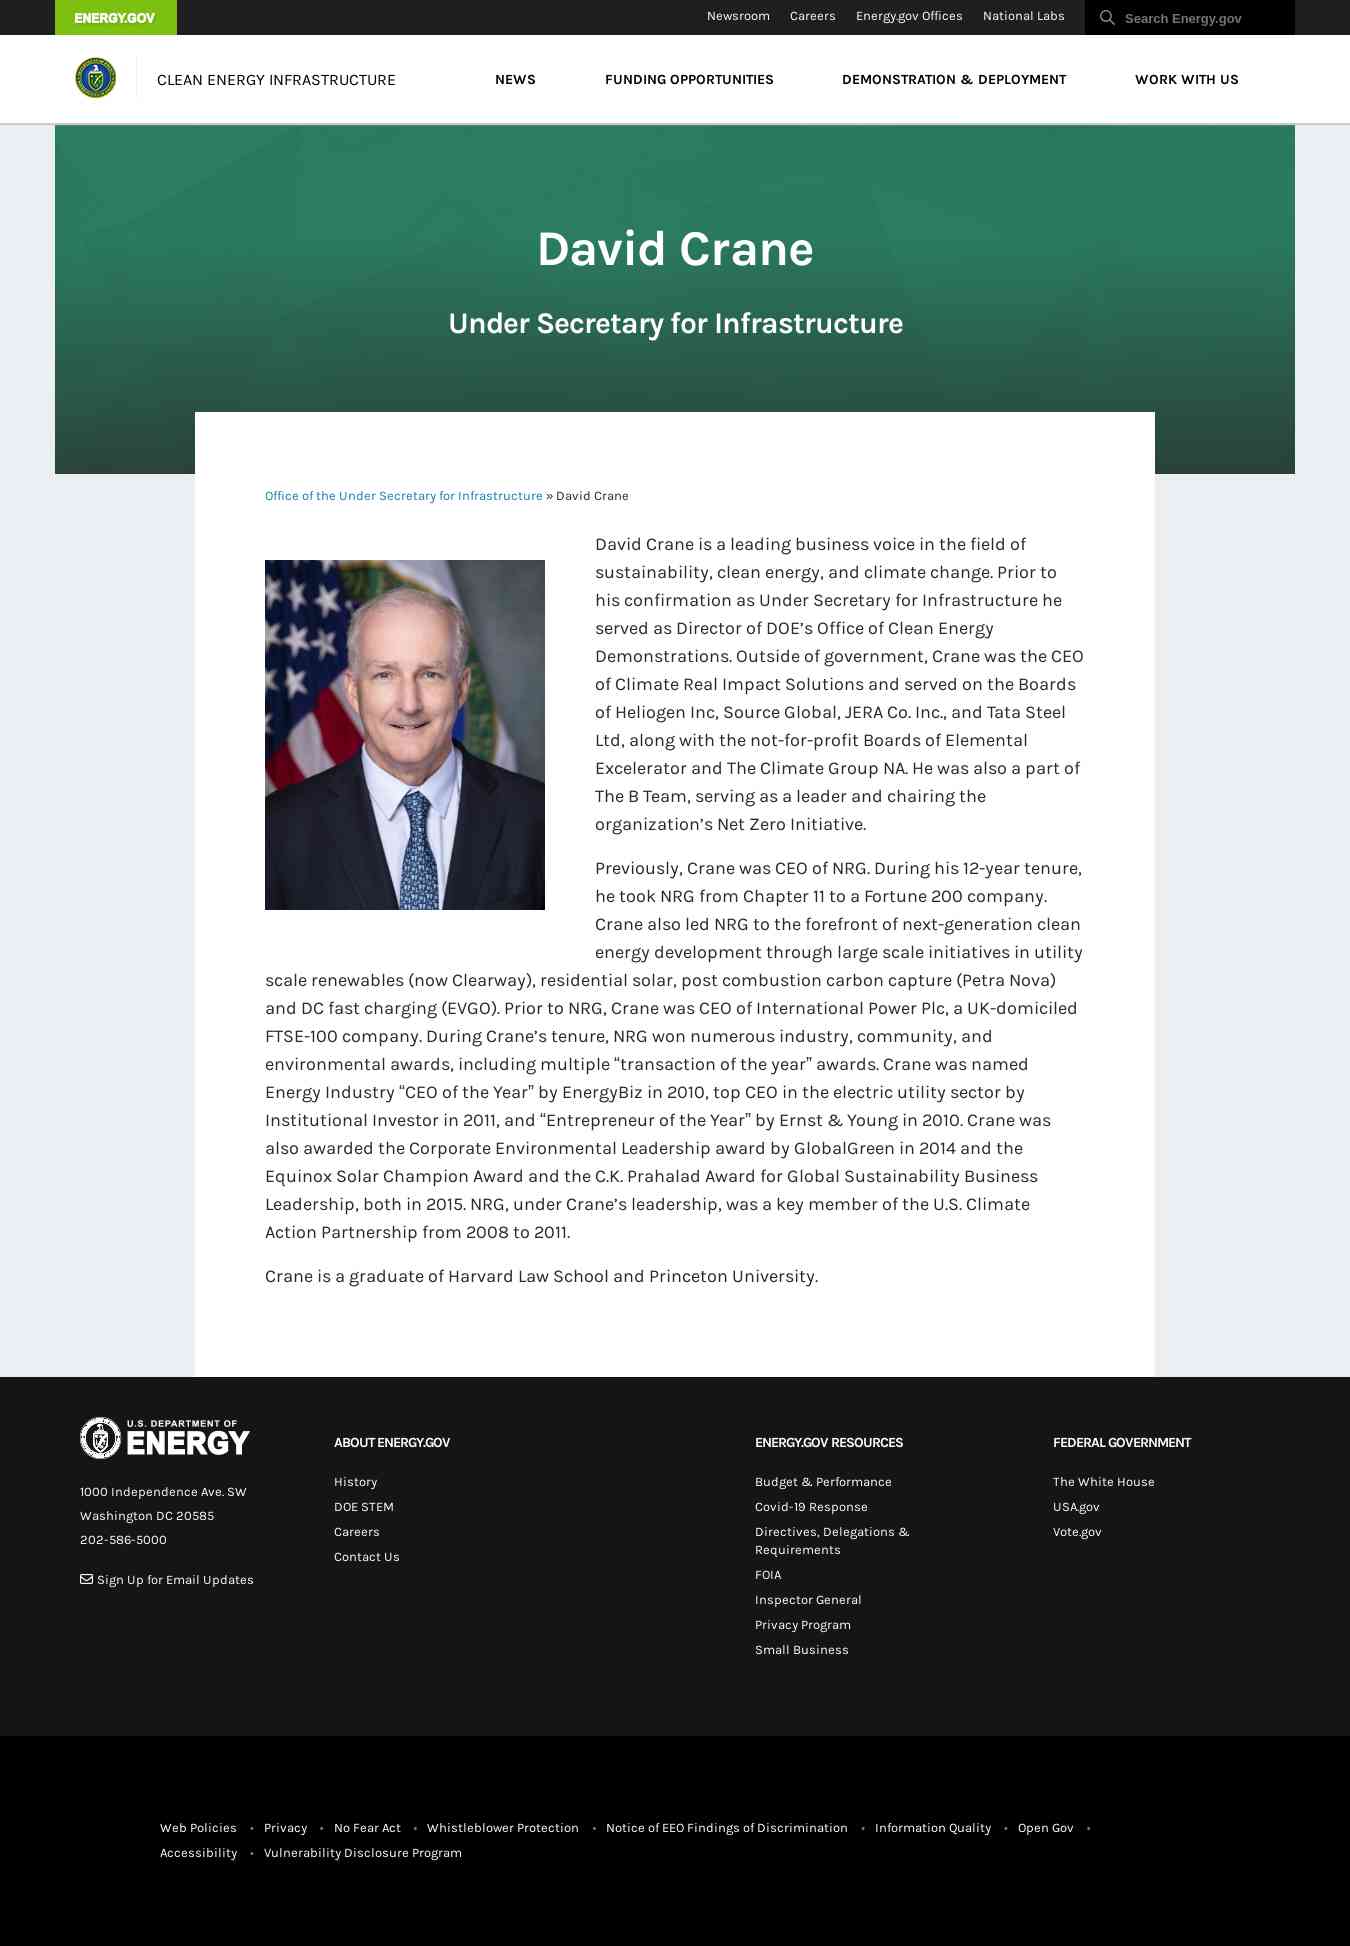 ENERGY.GOV
Newsroom
Careers
Energy.gov Offices
National Labs
Search Energy.gov
CLEAN ENERGY INFRASTRUCTURE
NEWS
FUNDING OPPORTUNITIES
DEMONSTRATION & DEPLOYMENT
WORK WITH US
David Crane
Under Secretary for Infrastructure
Office of the Under Secretary for Infrastructure » David Crane
David Crane is a leading business voice in the field of
sustainability, clean energy, and climate change. Prior to
his confirmation as Under Secretary for Infrastructure he
served as Director of DOE’s Office of Clean Energy
Demonstrations. Outside of government, Crane was the CEO
of Climate Real Impact Solutions and served on the Boards
of Heliogen Inc, Source Global, JERA Co. Inc., and Tata Steel
Ltd, along with the not-for-profit Boards of Elemental
Excelerator and The Climate Group NA. He was also a part of
The B Team, serving as a leader and chairing the
organization’s Net Zero Initiative.
Previously, Crane was CEO of NRG. During his 12-year tenure,
he took NRG from Chapter 11 to a Fortune 200 company.
Crane also led NRG to the forefront of next-generation clean
energy development through large scale initiatives in utility
scale renewables (now Clearway), residential solar, post combustion carbon capture (Petra Nova)
and DC fast charging (EVGO). Prior to NRG, Crane was CEO of International Power Plc, a UK-domiciled
FTSE-100 company. During Crane’s tenure, NRG won numerous industry, community, and
environmental awards, including multiple “transaction of the year” awards. Crane was named
Energy Industry “CEO of the Year” by EnergyBiz in 2010, top CEO in the electric utility sector by
Institutional Investor in 2011, and “Entrepreneur of the Year” by Ernst & Young in 2010. Crane was
also awarded the Corporate Environmental Leadership award by GlobalGreen in 2014 and the
Equinox Solar Champion Award and the C.K. Prahalad Award for Global Sustainability Business
Leadership, both in 2015. NRG, under Crane’s leadership, was a key member of the U.S. Climate
Action Partnership from 2008 to 2011.
Crane is a graduate of Harvard Law School and Princeton University.
U.S. DEPARTMENT OF
ENERGY
1000 Independence Ave. SW
Washington DC 20585
202-586-5000
Sign Up for Email Updates
ABOUT ENERGY.GOV
History
DOE STEM
Careers
Contact Us
ENERGY.GOV RESOURCES
Budget & Performance
Covid-19 Response
Directives, Delegations &
Requirements
FOIA
Inspector General
Privacy Program
Small Business
FEDERAL GOVERNMENT
The White House
USA.gov
Vote.gov
Web Policies • Privacy • No Fear Act • Whistleblower Protection • Notice of EEO Findings of Discrimination • Information Quality • Open Gov •
Accessibility • Vulnerability Disclosure Program